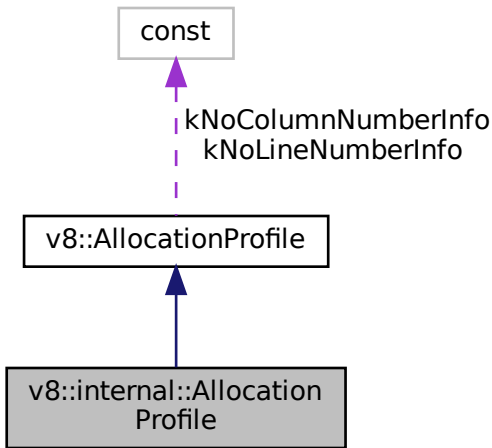 const
kNoColumnNumberInfo
kNoLineNumberInfo
v8::AllocationProfile
v8::internal::Allocation
Profile